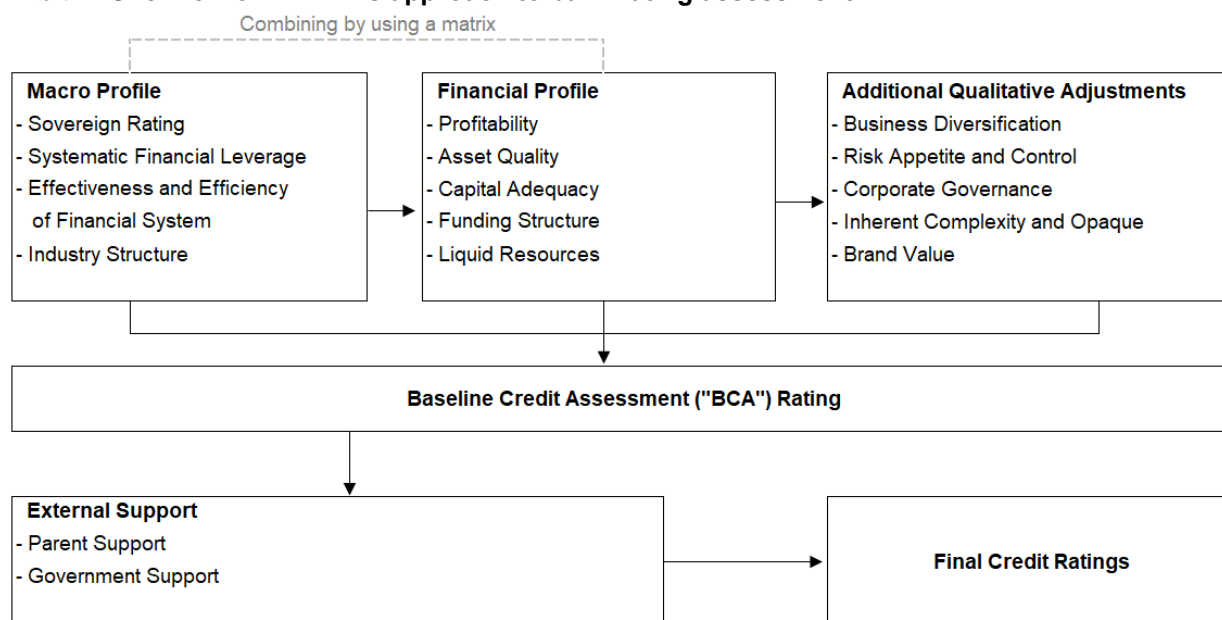 Combining by using a matrix
Macro Profile
- Sovereign Rating
- Systematic Financial Leverage
- Effectiveness and Efficiency
of Financial System
- Industry Structure
Financial Profile
- Profitability
- Asset Quality
- Capital Adequacy
- Funding Structure
- Liquid Resources
Additional Qualitative Adjustments
- Business Diversification
- Risk Appetite and Control
- Corporate Governance
- Inherent Complexity and Opaque
- Brand Value
Baseline Credit Assessment ("BCA") Rating
External Support
- Parent Support
- Government Support
Final Credit Ratings